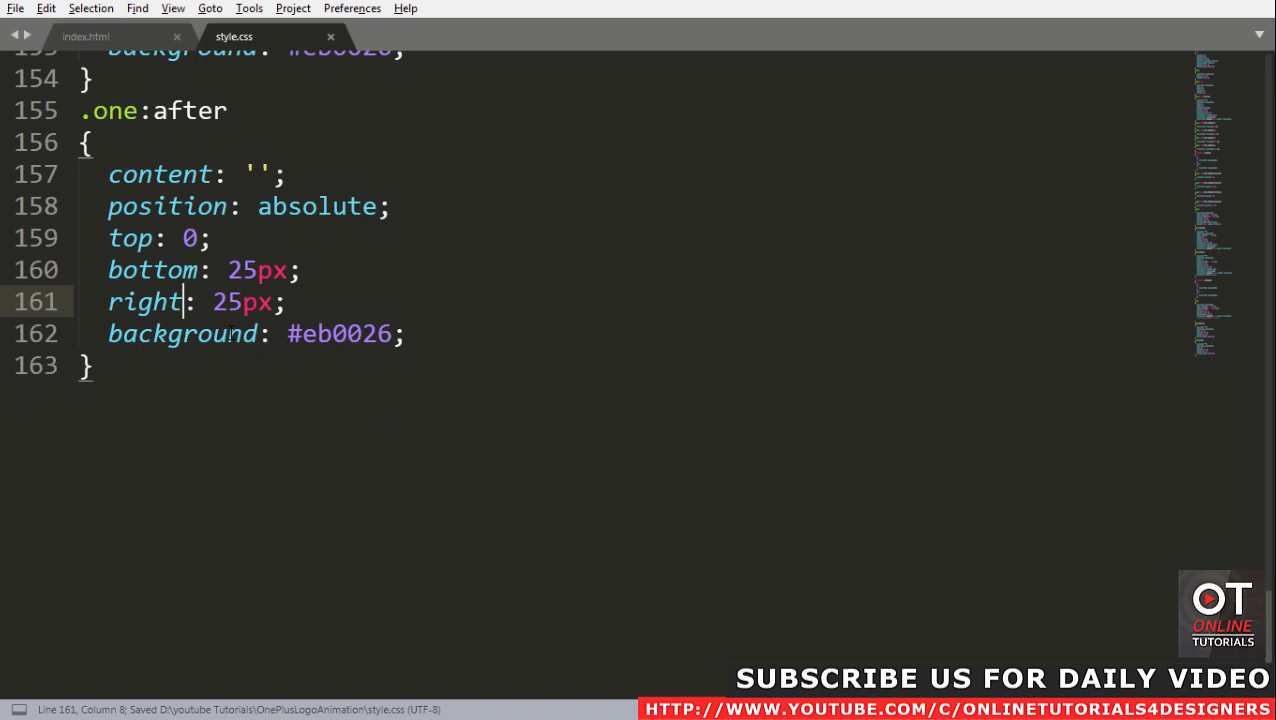 File Edit Selection Find View Goto Tools Project Preferences Help
index.html × style.css ×
153 background: #eb0026;
154 }
155 .one:after
156 {
157 content: '';
158 position: absolute;
159 top: 0;
160 bottom: 25px;
161 right: 25px;
162 background: #eb0026;
163 }
OT
ONLINE
TUTORIALS
SUBSCRIBE US FOR DAILY VIDEO
Line 161, Column 8; Saved D:\youtube Tutorials\OnePlusLogoAnimation\style.css (UTF-8)
HTTP://WWW.YOUTUBE.COM/C/ONLINETUTORIALS4DESIGNERS